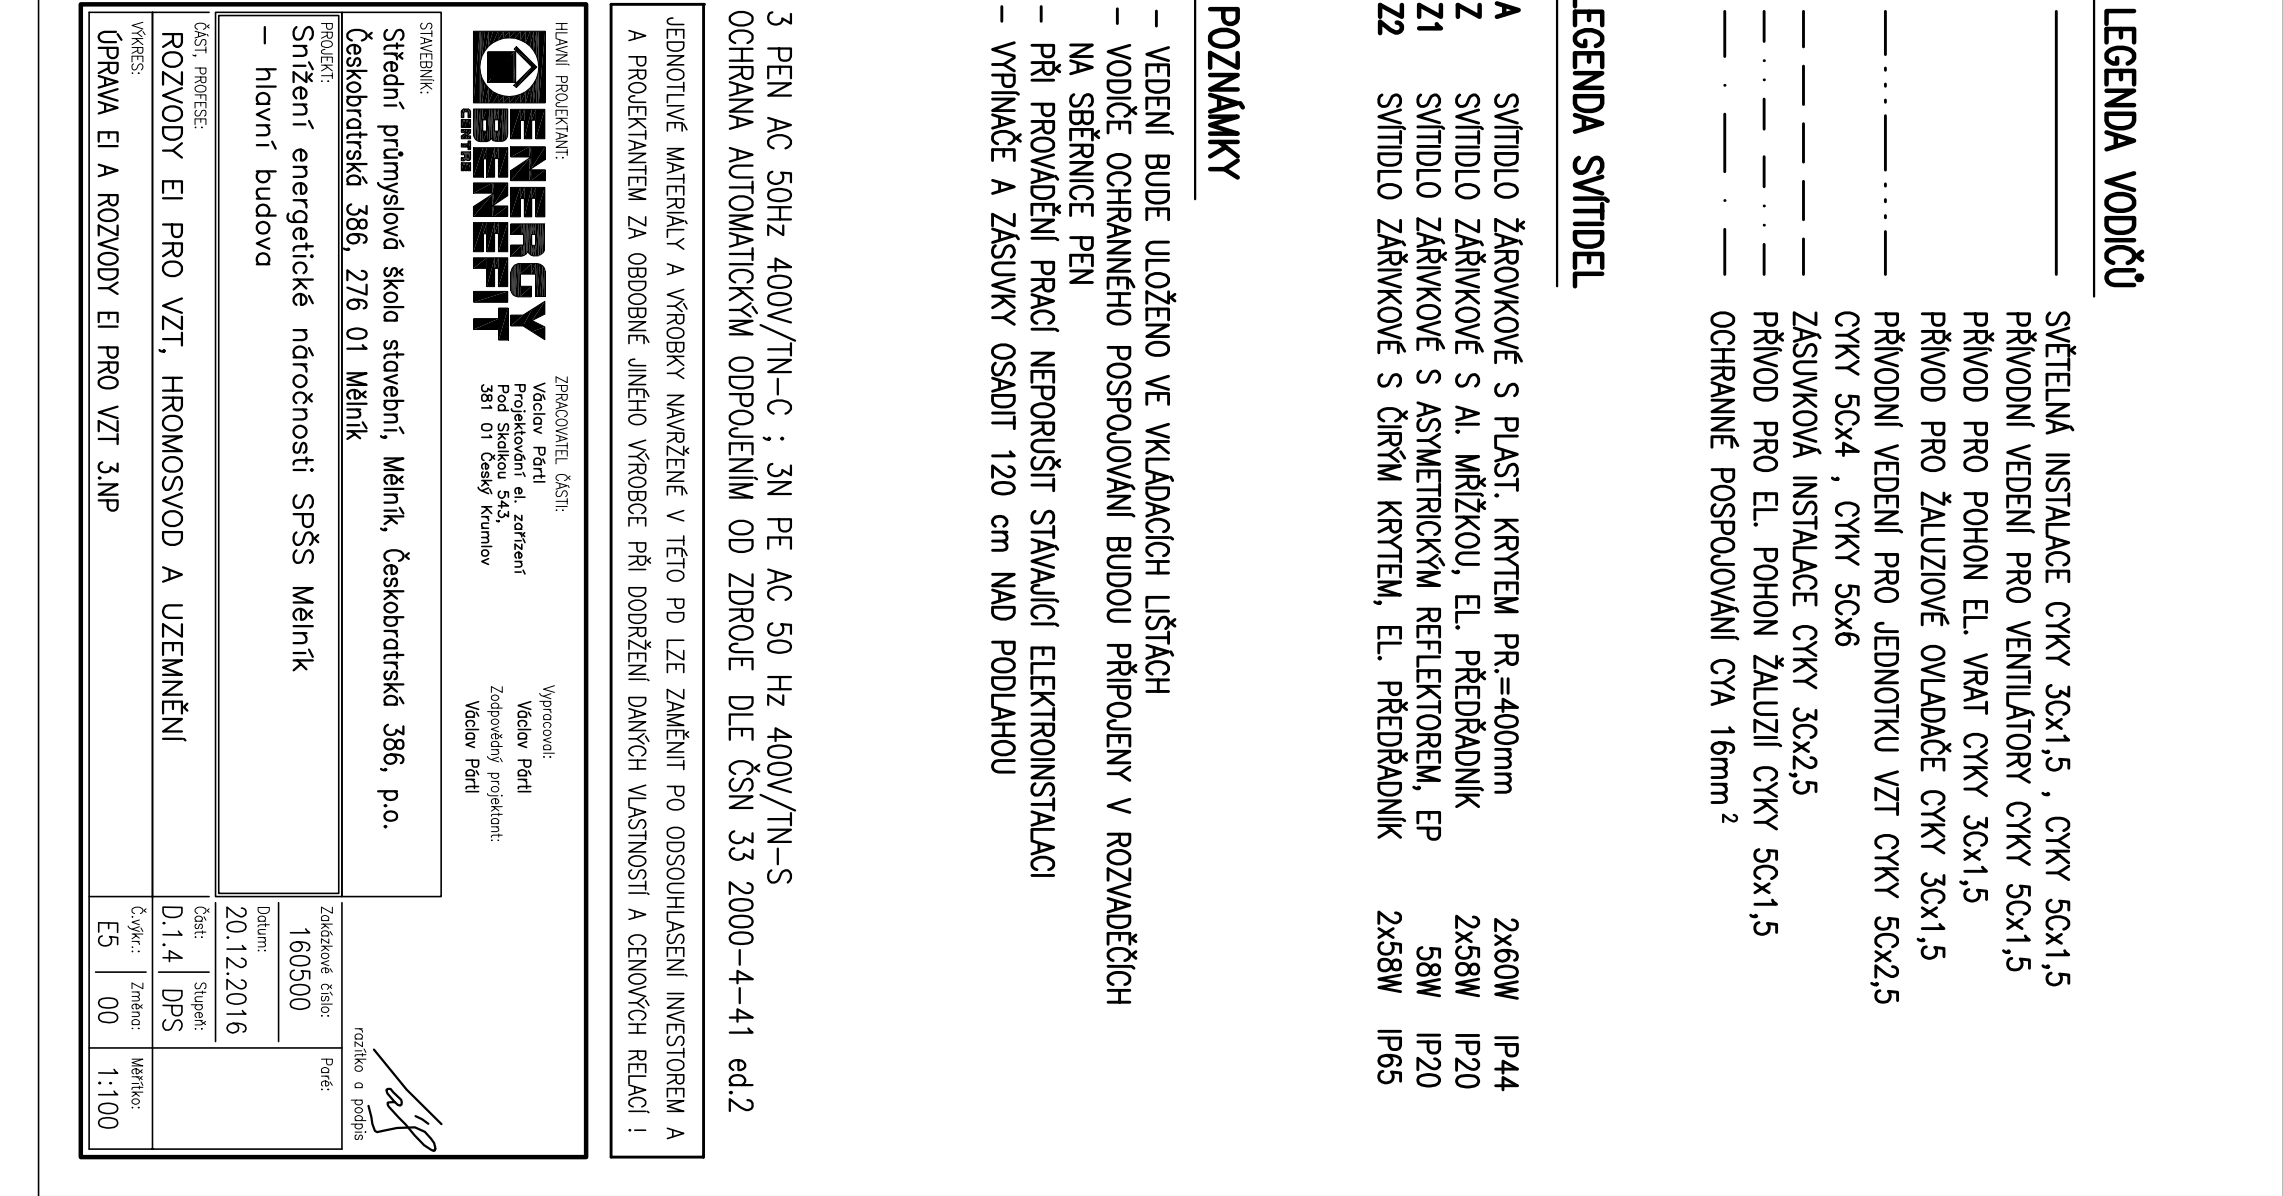 LEGENDA VODIČŮ
SVĚTELNÁ INSTALACE CYKY 3Cx1,5 , CYKY 5Cx1,5
PŘÍVODNÍ VEDENÍ PRO VENTILÁTORY CYKY 5Cx1,5
PŘÍVOD PRO POHON EL. VRAT CYKY 3Cx1,5
PŘÍVOD PRO ŽALUZIOVÉ OVLADAČE CYKY 3Cx1,5
PŘÍVODNÍ VEDENÍ PRO JEDNOTKU VZT CYKY 5Cx2,5
CYKY 5Cx4 , CYKY 5Cx6
ZÁSUVKOVÁ INSTALACE CYKY 3Cx2,5
PŘÍVOD PRO EL. POHON ŽALUZIÍ CYKY 5Cx1,5
OCHRANNÉ POSPOJOVÁNÍ CYA 16mm²
LEGENDA SVÍTIDEL
A SVÍTIDLO ŽÁROVKOVÉ S PLAST. KRYTEM PR.=400mm 2x60W IP44
Z SVÍTIDLO ZÁŘIVKOVÉ S Al. MŘÍŽKOU, EL. PŘEDŘADNÍK 2x58W IP20
Z1 SVÍTIDLO ZÁŘIVKOVÉ S ASYMETRICKÝM REFLEKTOREM, EP 58W IP20
Z2 SVÍTIDLO ZÁŘIVKOVÉ S ČIRÝM KRYTEM, EL. PŘEDŘADNÍK 2x58W IP65
POZNÁMKY
- VEDENÍ BUDE ULOŽENO VE VKLÁDACÍCH LIŠTÁCH
- VODIČE OCHRANNÉHO POSPOJOVÁNÍ BUDOU PŘIPOJENY V ROZVADĚČÍCH
NA SBĚRNICE PEN
- PŘI PROVÁDĚNÍ PRACÍ NEPORUŠIT STÁVAJÍCÍ ELEKTROINSTALACI
- VYPÍNAČE A ZÁSUVKY OSADIT 120 cm NAD PODLAHOU
3 PEN AC 50Hz 400V/TN-C ; 3N PE AC 50 Hz 400V/TN-S
OCHRANA AUTOMATICKÝM ODPOJENÍM OD ZDROJE DLE ČSN 33 2000-4-41 ed.2
JEDNOTLIVÉ MATERIÁLY A VÝROBKY NAVRŽENÉ V TÉTO PD LZE ZAMĚNIT PO ODSOUHLASENÍ INVESTOREM A
A PROJEKTANTEM ZA OBDOBNÉ JINÉHO VÝROBCE PŘI DODRŽENÍ DANÝCH VLASTNOSTÍ A CENOVÝCH RELACÍ !
HLAVNÍ PROJEKTANT:
ENERGY
BENEFIT
CENTRE
ZPRACOVATEL ČÁSTI:
Václav Pártl
Projektování el. zařízení
Pod Skalkou 543,
381 01 Český Krumlov
Vypracoval:
Václav Pártl
Zodpovědný projektant:
Václav Pártl
razítko a podpis
STAVEBNÍK:
Střední průmyslová škola stavební, Mělník, Českobratrská 386, p.o.
Českobratrská 386, 276 01 Mělník
PROJEKT:
Snížení energetické náročnosti SPŠS Mělník
- hlavní budova
Zakázkové číslo:
160500
Paré:
Datum:
20.12.2016
ČÁST, PROFESE:
ROZVODY El PRO VZT, HROMOSVOD A UZEMNĚNÍ
Část:
D.1.4
Stupeň:
DPS
VÝKRES:
ÚPRAVA El A ROZVODY El PRO VZT 3.NP
Č.výkr.:
E5
Změna:
00
Měřítko:
1:100